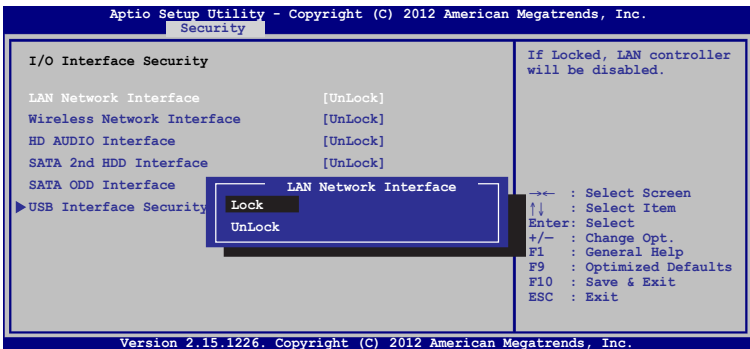 Aptio Setup Utility - Copyright (C) 2012 American Megatrends, Inc.
Security
I/O Interface Security
LAN Network Interface [UnLock]
Wireless Network Interface [UnLock]
HD AUDIO Interface [UnLock]
SATA 2nd HDD Interface [UnLock]
SATA ODD Interface
USB Interface Security
LAN Network Interface
Lock
UnLock
If Locked, LAN controller
will be disabled.
→← : Select Screen
↑↓ : Select Item
Enter: Select
+/— : Change Opt.
F1 : General Help
F9 : Optimized Defaults
F10 : Save & Exit
ESC : Exit
Version 2.15.1226. Copyright (C) 2012 American Megatrends, Inc.